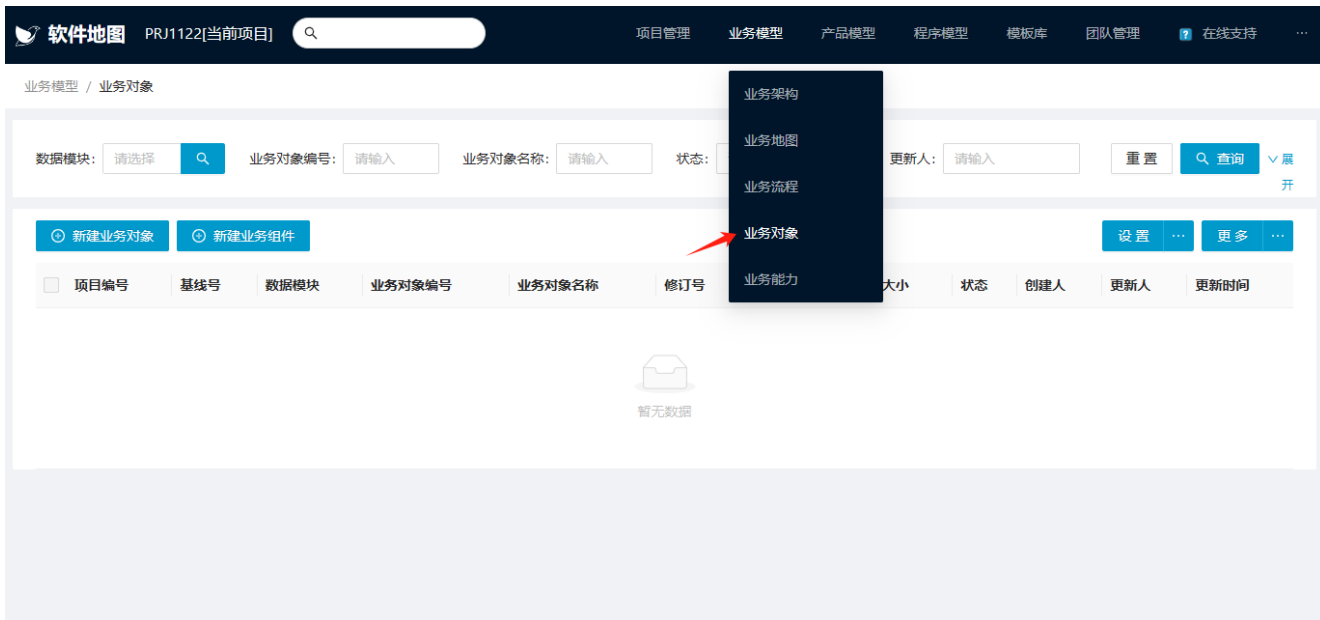 软件地图 PRJ1122[当前项目] 项目管理 业务模型 产品模型 程序模型 模板库 团队管理 ? 在线支持 ···
业务模型 / 业务对象
业务架构
业务地图
业务流程
业务对象
业务能力
数据模块: 请选择 业务对象编号: 请输入 业务对象名称: 请输入 状态: 更新人: 请输入 重置 查询 展
开
新建业务对象 新建业务组件 设置 ··· 更多 ···
项目编号 基线号 数据模块 业务对象编号 业务对象名称 修订号 大小 状态 创建人 更新人 更新时间
暂无数据